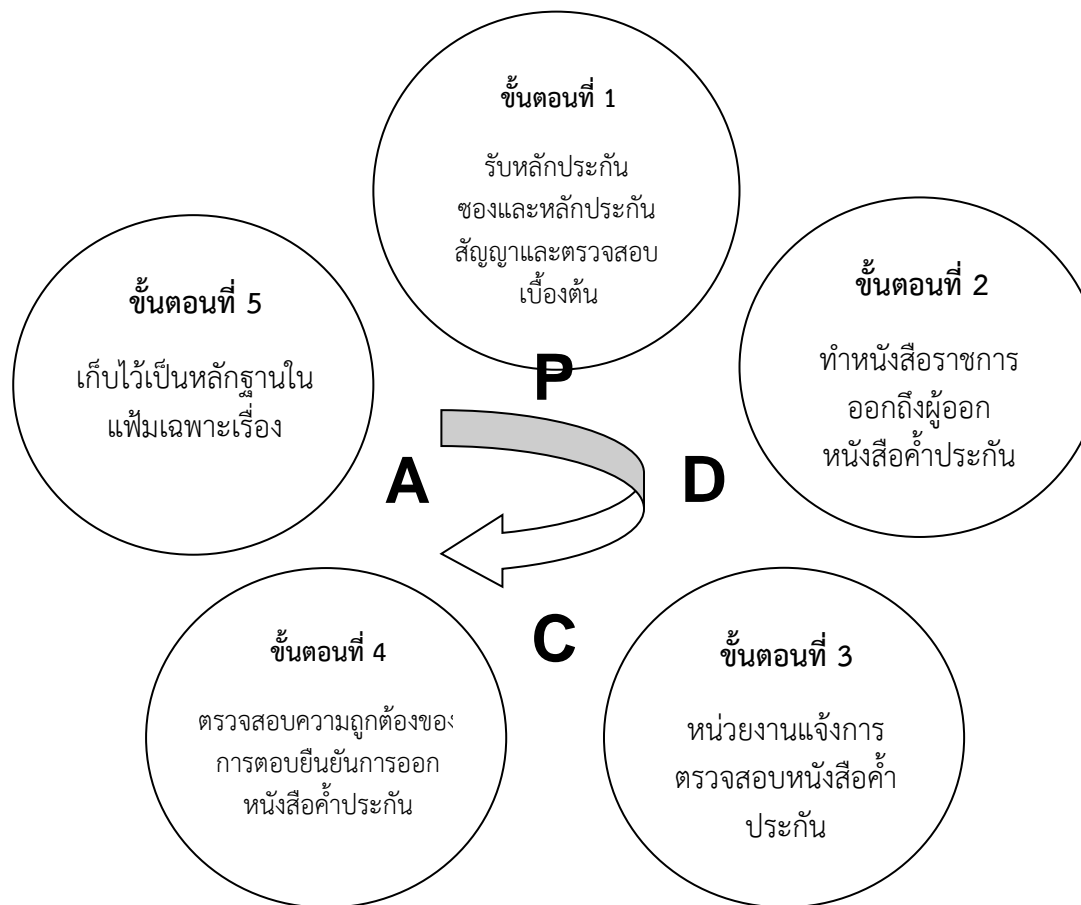 ขั้นตอนที่ 1
รับหลักประกัน
ซองและหลักประกัน
สัญญาและตรวจสอบ
เบื้องต้น
ขั้นตอนที่ 2
ทำหนังสือราชการ
ออกถึงผู้ออก
หนังสือค้ำประกัน
ขั้นตอนที่ 3
หน่วยงานแจ้งการ
ตรวจสอบหนังสือค้ำ
ประกัน
ขั้นตอนที่ 4
ตรวจสอบความถูกต้องของ
การตอบยืนยันการออก
หนังสือค้ำประกัน
ขั้นตอนที่ 5
เก็บไว้เป็นหลักฐานใน
แฟ้มเฉพาะเรื่อง
P
D
C
A